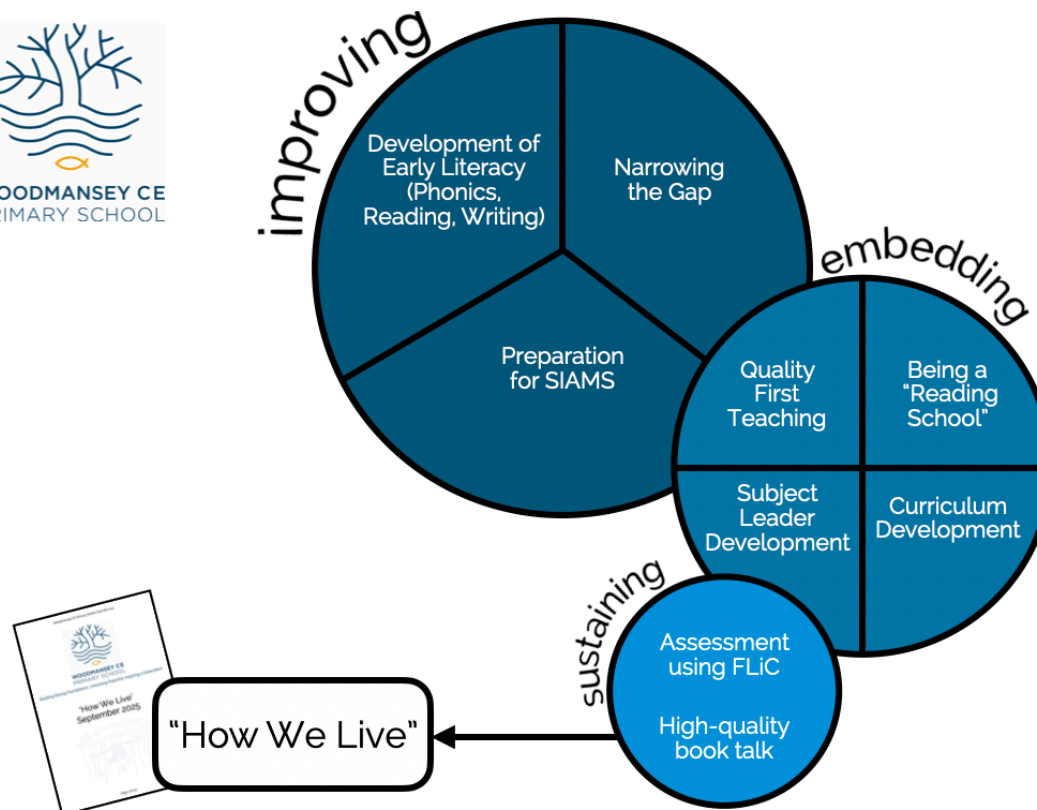 WOODMANSEY CE
PRIMARY SCHOOL
improving
Development of
Early Literacy
(Phonics,
Reading, Writing)
Narrowing
the Gap
Preparation
for SIAMS
embedding
Quality
First
Teaching
Being a
“Reading
School”
Subject
Leader
Development
Curriculum
Development
sustaining
Assessment
using FLiC
High-quality
book talk
WOODMANSEY CE
PRIMARY SCHOOL
'How We Live'
September 2025
“How We Live”